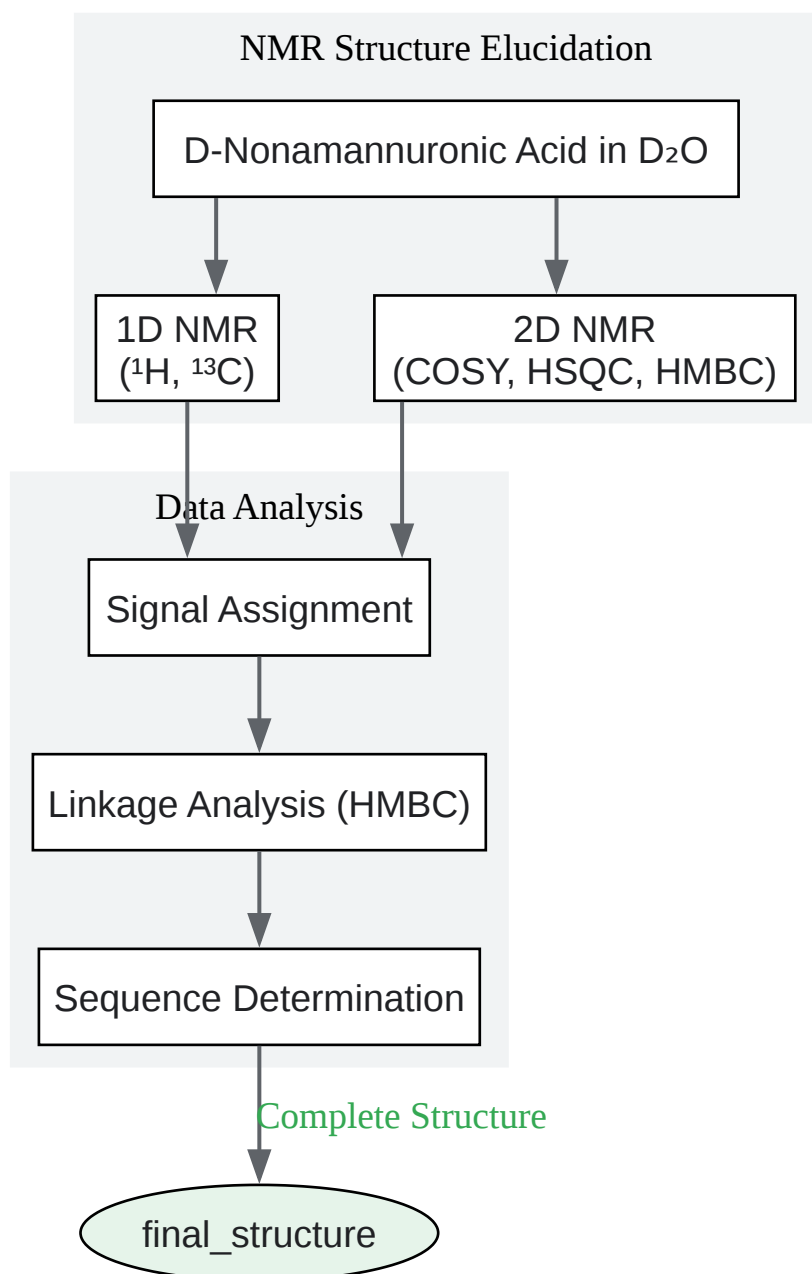 NMR Structure Elucidation
D-Nonamannuronic Acid in D₂O
1D NMR
(¹H, ¹³C)
2D NMR
(COSY, HSQC, HMBC)
Data Analysis
Signal Assignment
Linkage Analysis (HMBC)
Sequence Determination
Complete Structure
final_structure